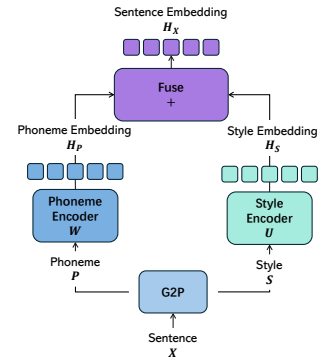 Sentence Embedding
H_X
Fuse
+
Phoneme Embedding
H_P
Style Embedding
H_S
Phoneme
Encoder
W
Style
Encoder
U
Phoneme
P
Style
S
G2P
Sentence
X